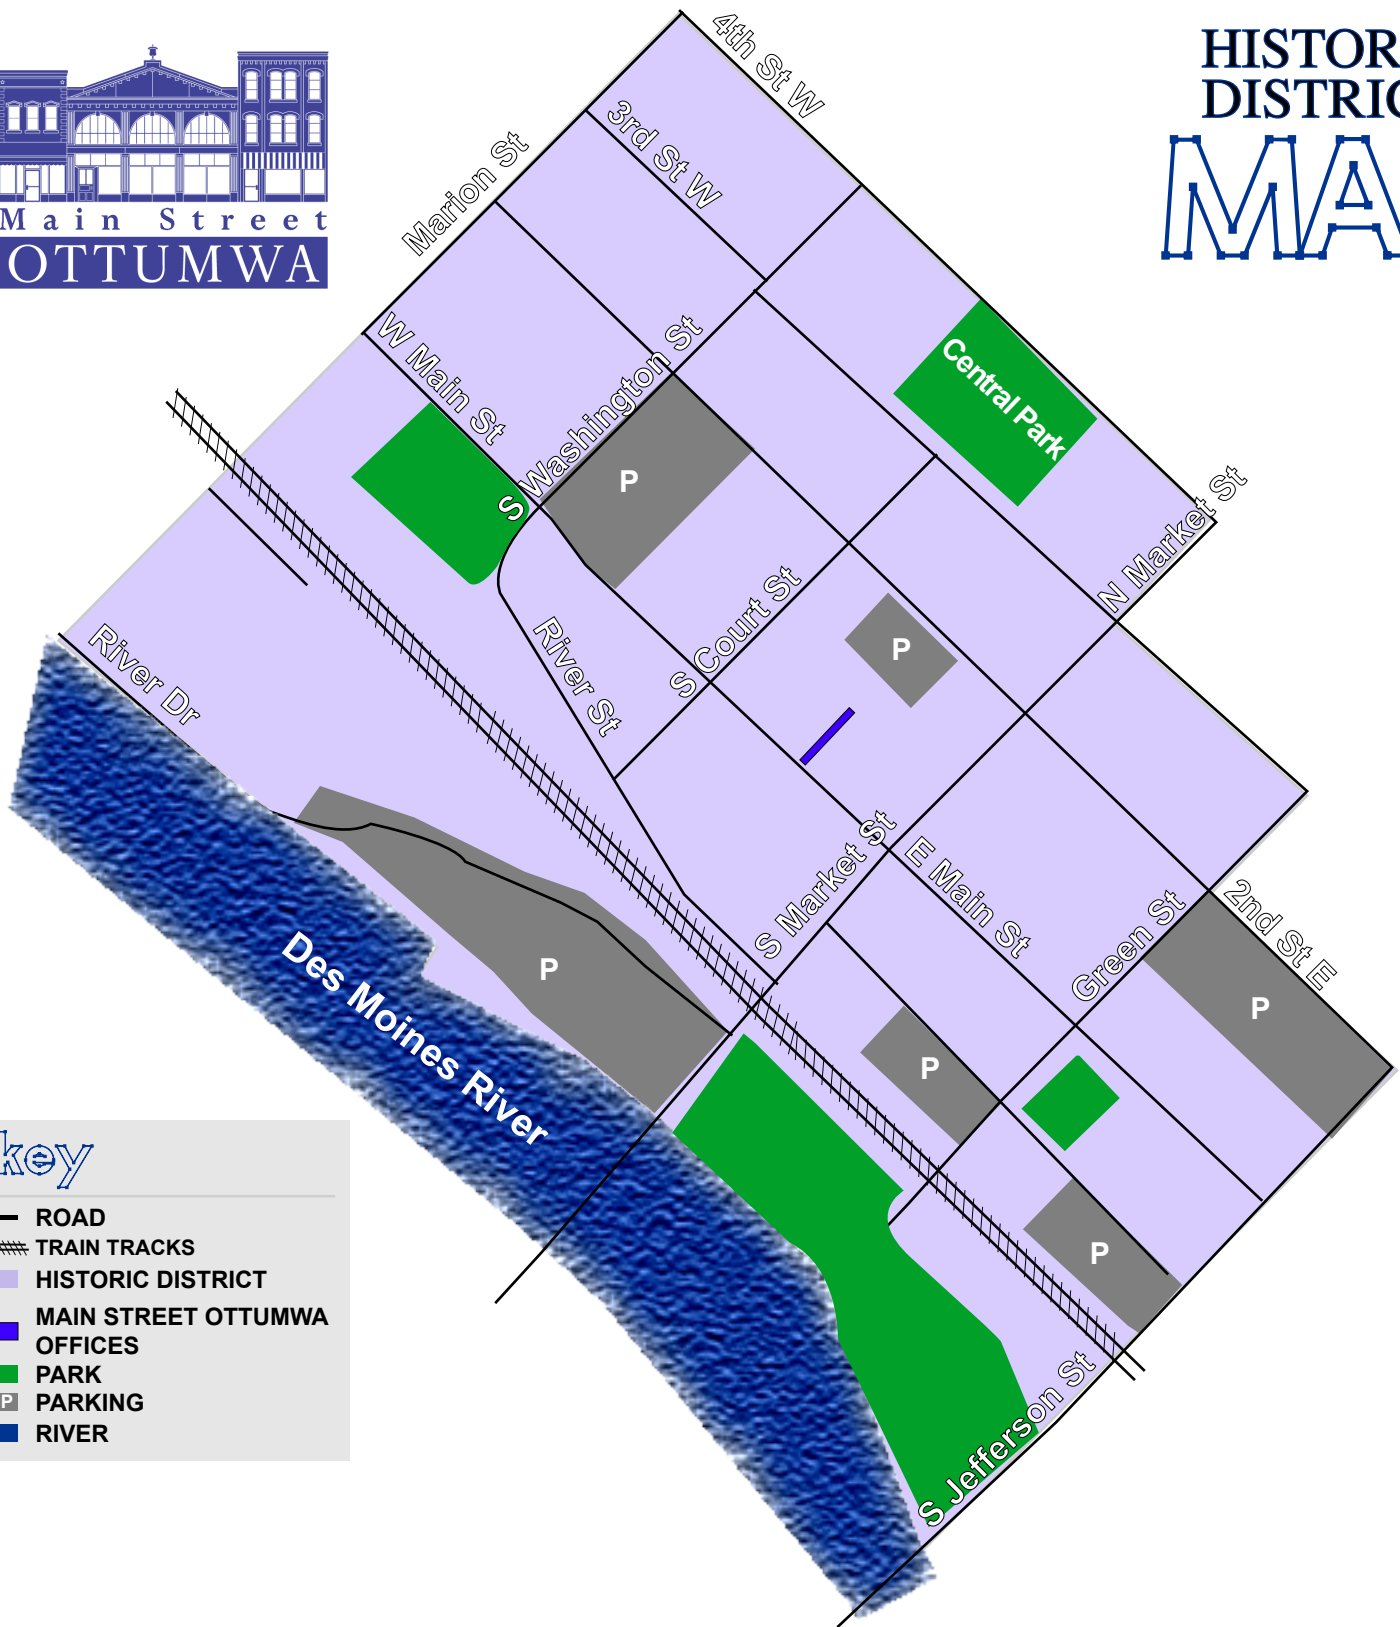 Main Street
OTTUMWA
HISTOR
DISTRIC
MA
4th St W
3rd St W
Marion St
W Main St
S Washington St
Central Park
N Market St
P
S Court St
P
River St
River Dr
S Market St
E Main St
Green St
2nd St E
P
P
P
P
Des Moines River
S Jefferson St
key
ROAD
TRAIN TRACKS
HISTORIC DISTRICT
MAIN STREET OTTUMWA
OFFICES
PARK
P PARKING
RIVER